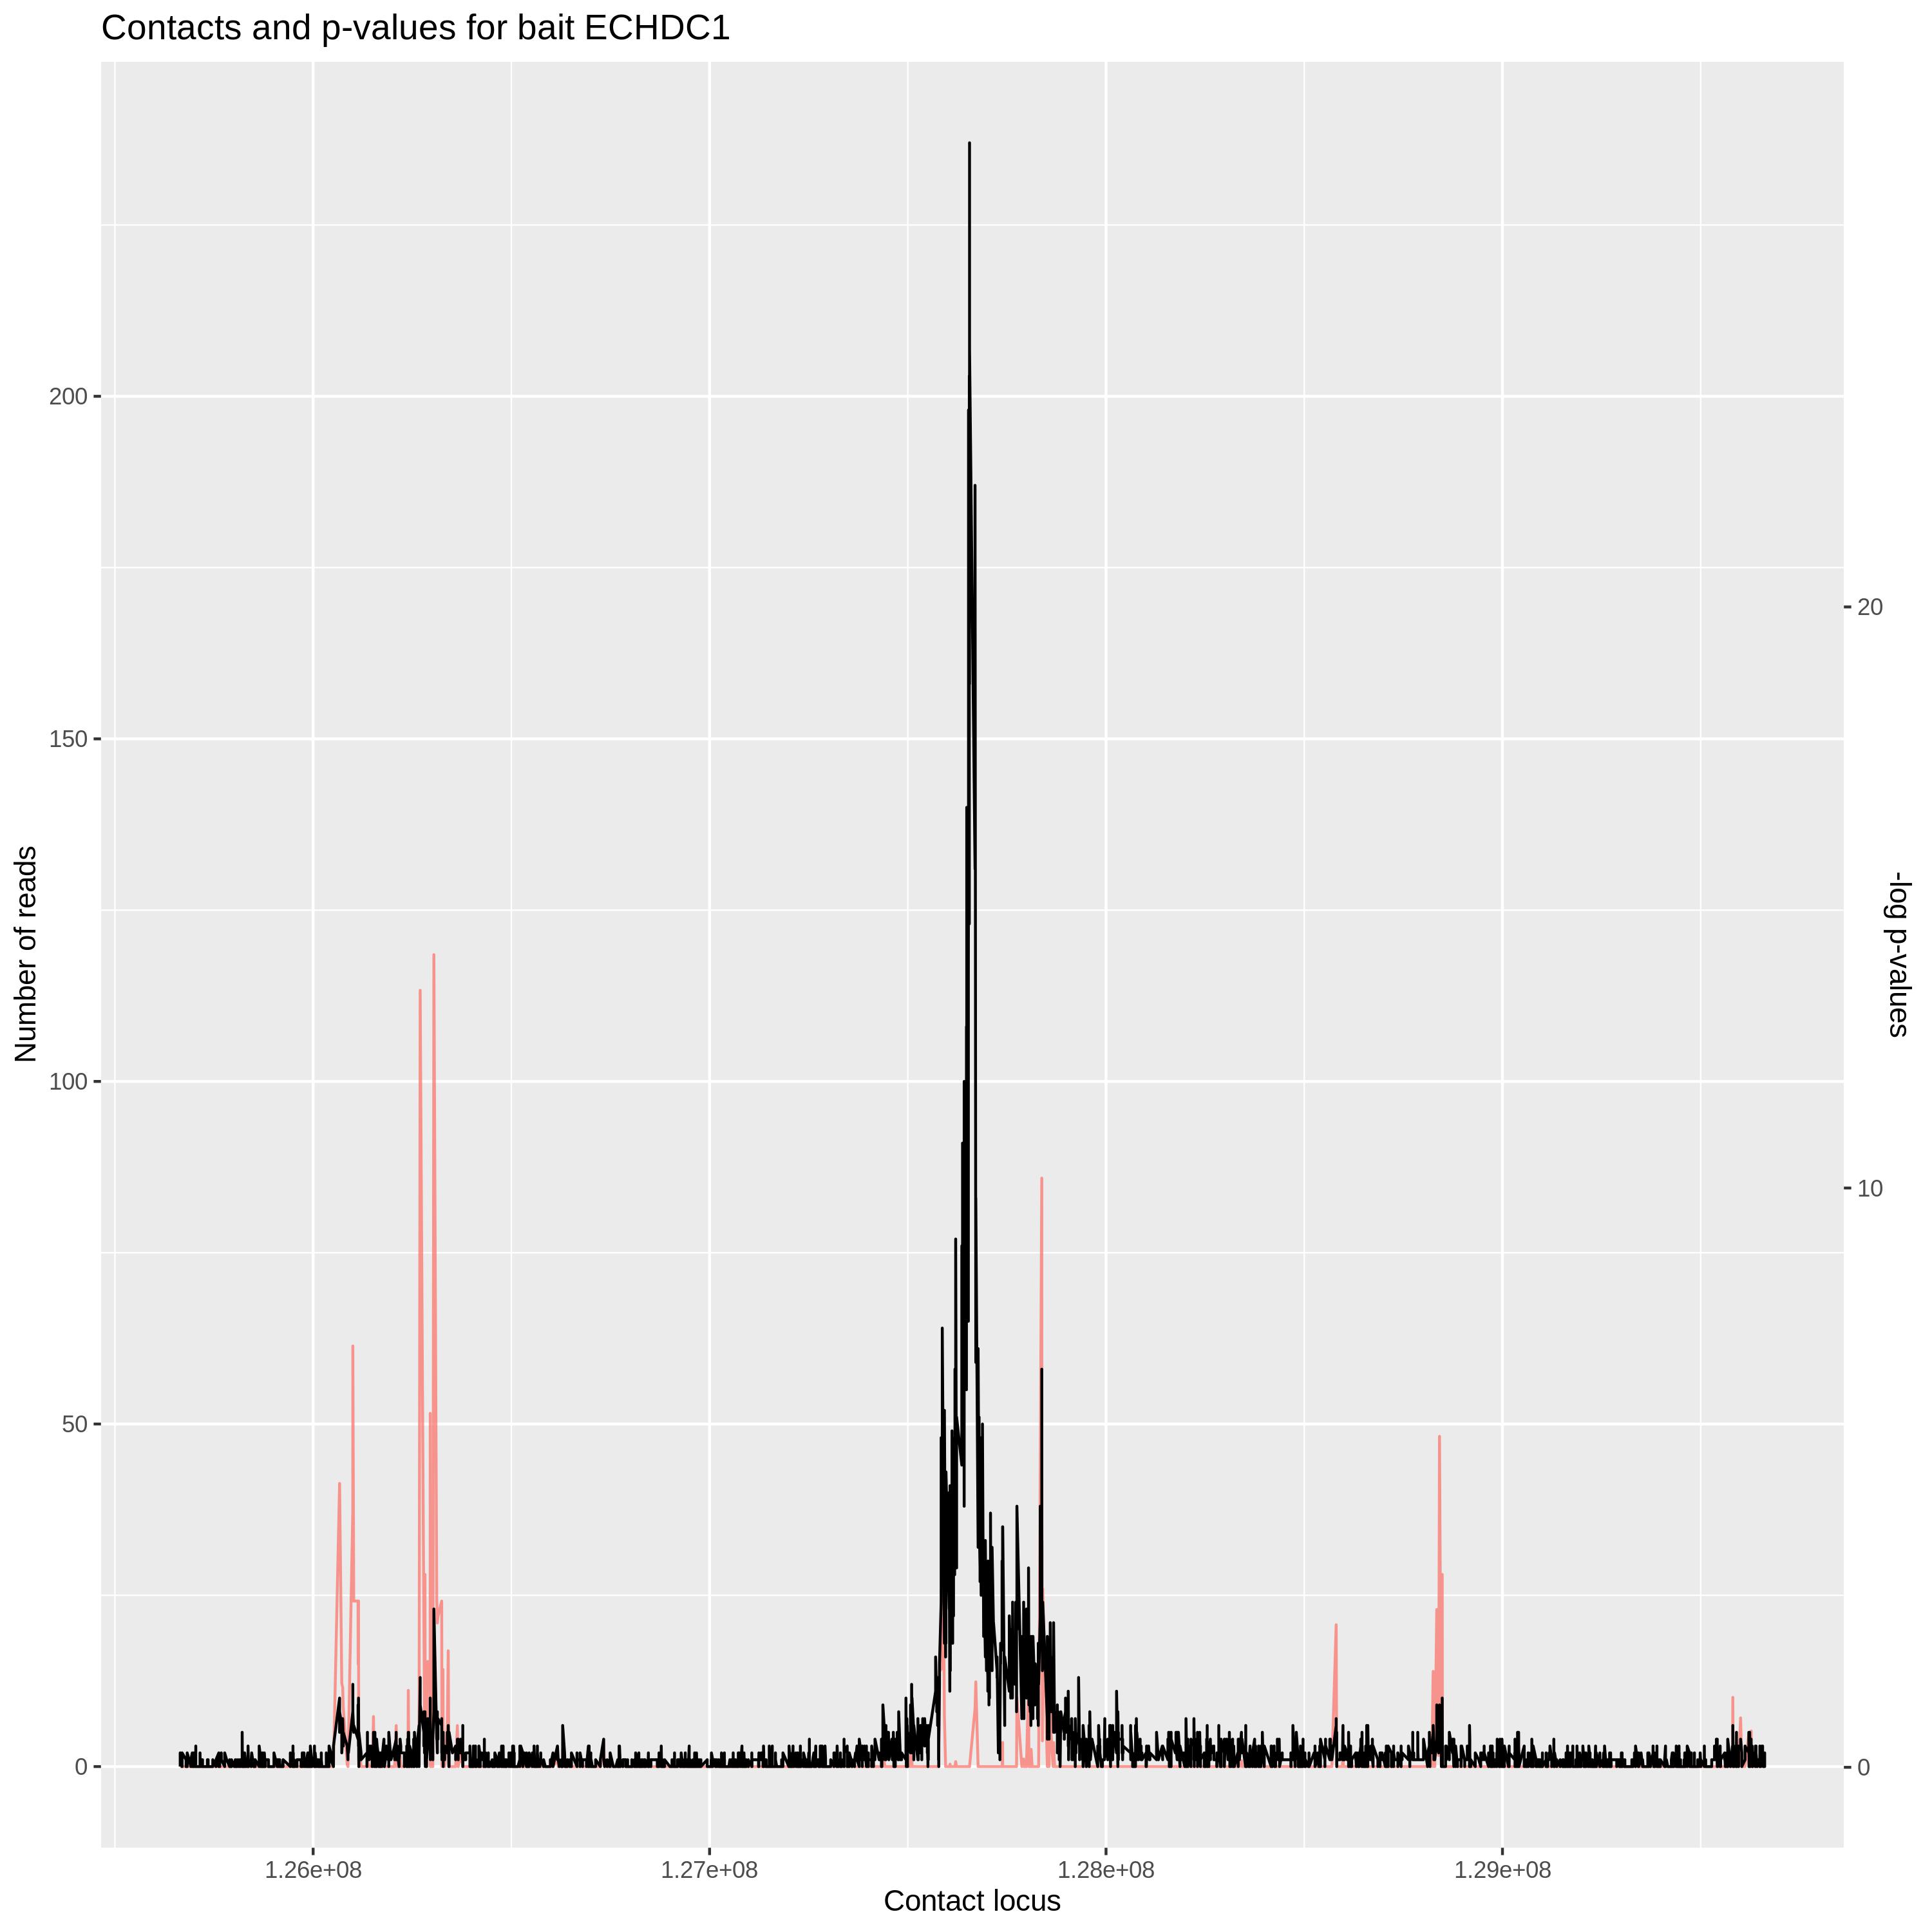 Contacts and p-values for bait ECHDC1
Number of reads
200
150
100
50
0
20
10
0
-log p-values
1.26e+08
1.27e+08
1.28e+08
1.29e+08
Contact locus